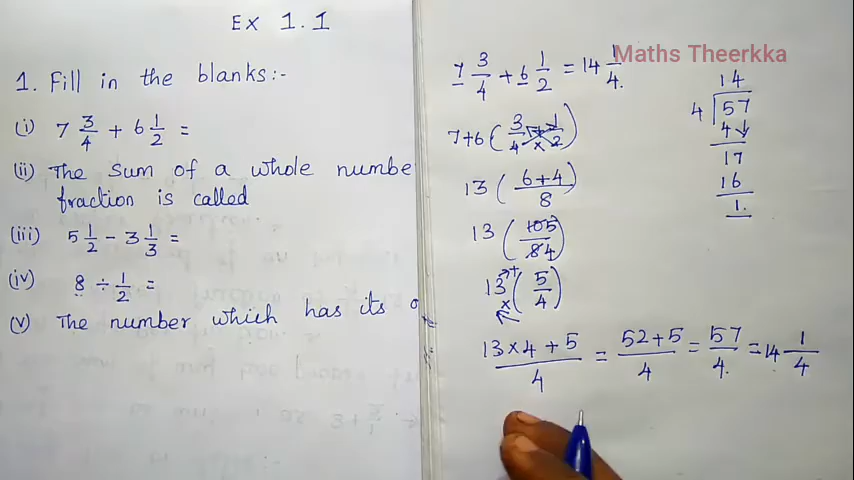 Ex 1.1
1. Fill in the blanks:-
(i) 7 3/4 + 6 1/2 =
(ii) The sum of a whole numbe
fraction is called
(iii) 5 1/2 - 3 1/3 =
(iv) 8 ÷ 1/2 =
(v) The number which has its
Maths Theerkka
7 3/4 + 6 1/2 = 14 1/4.
7+6 (3/4 + 1/2)
13 (6+4/8)
13 (10 5/8 4)
13 (5/4)
13×4+5/4 = 52+5/4 = 57/4 = 14 1/4
14
4 57
4
17
16
1